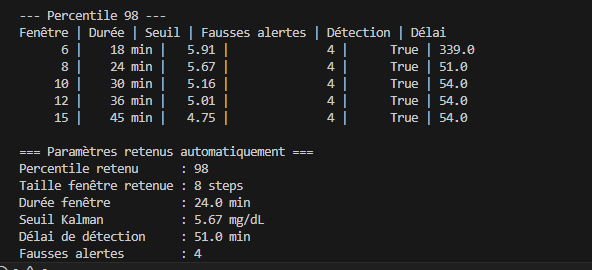 --- Percentile 98 ---
Fenêtre | Durée | Seuil | Fausses alertes | Détection | Délai
6 | 18 min | 5.91 | 4 | True | 339.0
8 | 24 min | 5.67 | 4 | True | 51.0
10 | 30 min | 5.16 | 4 | True | 54.0
12 | 36 min | 5.01 | 4 | True | 54.0
15 | 45 min | 4.75 | 4 | True | 54.0
=== Paramètres retenus automatiquement ===
Percentile retenu : 98
Taille fenêtre retenue : 8 steps
Durée fenêtre : 24.0 min
Seuil Kalman : 5.67 mg/dL
Délai de détection : 51.0 min
Fausses alertes : 4